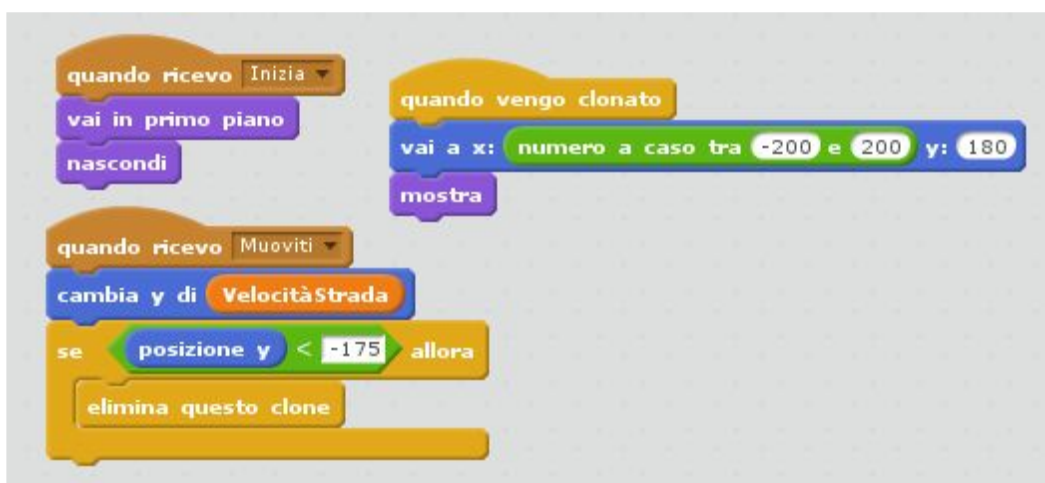 quando ricevo Inizia
vai in primo piano
nascondi
quando vengo clonato
vai a x: numero a caso tra -200 e 200 y: 180
mostra
quando ricevo Muoviti
cambia y di VelocitàStrada
se posizione y < -175 allora
elimina questo clone